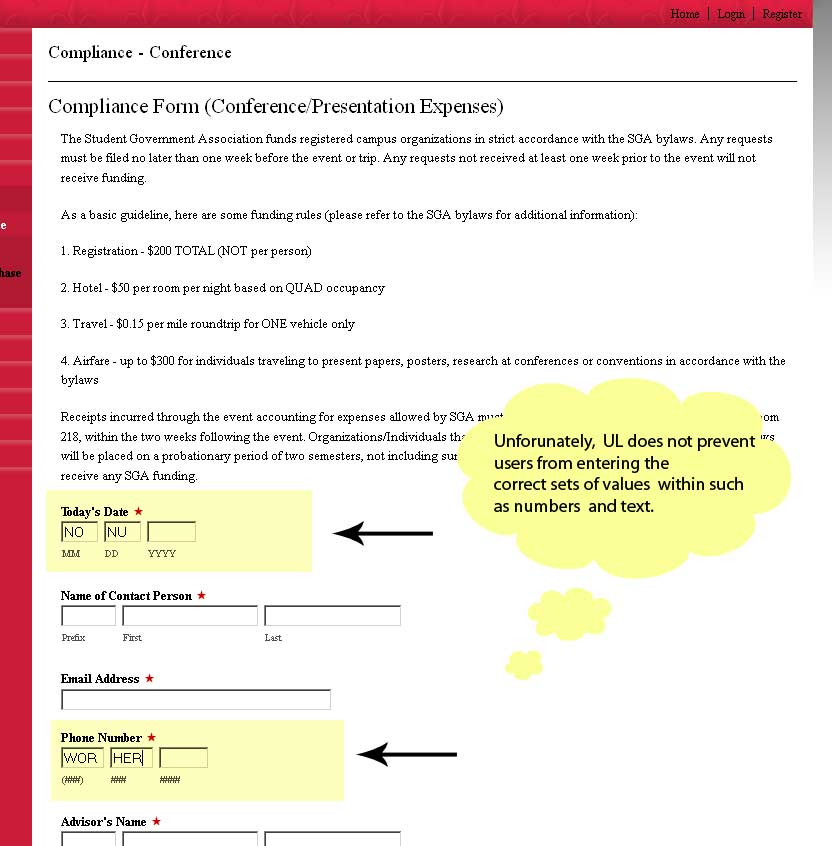 Home | Login | Register
Compliance - Conference
e
hase
Compliance Form (Conference/Presentation Expenses)
The Student Government Association funds registered campus organizations in strict accordance with the SGA bylaws. Any requests
must be filed no later than one week before the event or trip. Any requests not received at least one week prior to the event will not
receive funding.
As a basic guideline, here are some funding rules (please refer to the SGA bylaws for additional information):
1. Registration - $200 TOTAL (NOT per person)
2. Hotel - $50 per room per night based on QUAD occupancy
3. Travel - $0.15 per mile roundtrip for ONE vehicle only
4. Airfare - up to $300 for individuals traveling to present papers, posters, research at conferences or conventions in accordance with the
bylaws
Receipts incurred through the event accounting for expenses allowed by SGA must oom
218, within the two weeks following the event. Organizations/Individuals tha ws
will be placed on a probationary period of two semesters, not including sur
receive any SGA funding.
Unforunately, UL does not prevent
users from entering the
correct sets of values within such
as numbers and text.
Today's Date ★
NO NU
MM DD YYYY
Name of Contact Person ★
Prefix First Last
Email Address ★
Phone Number ★
WOR HER
(###) ### ####
Advisor's Name ★